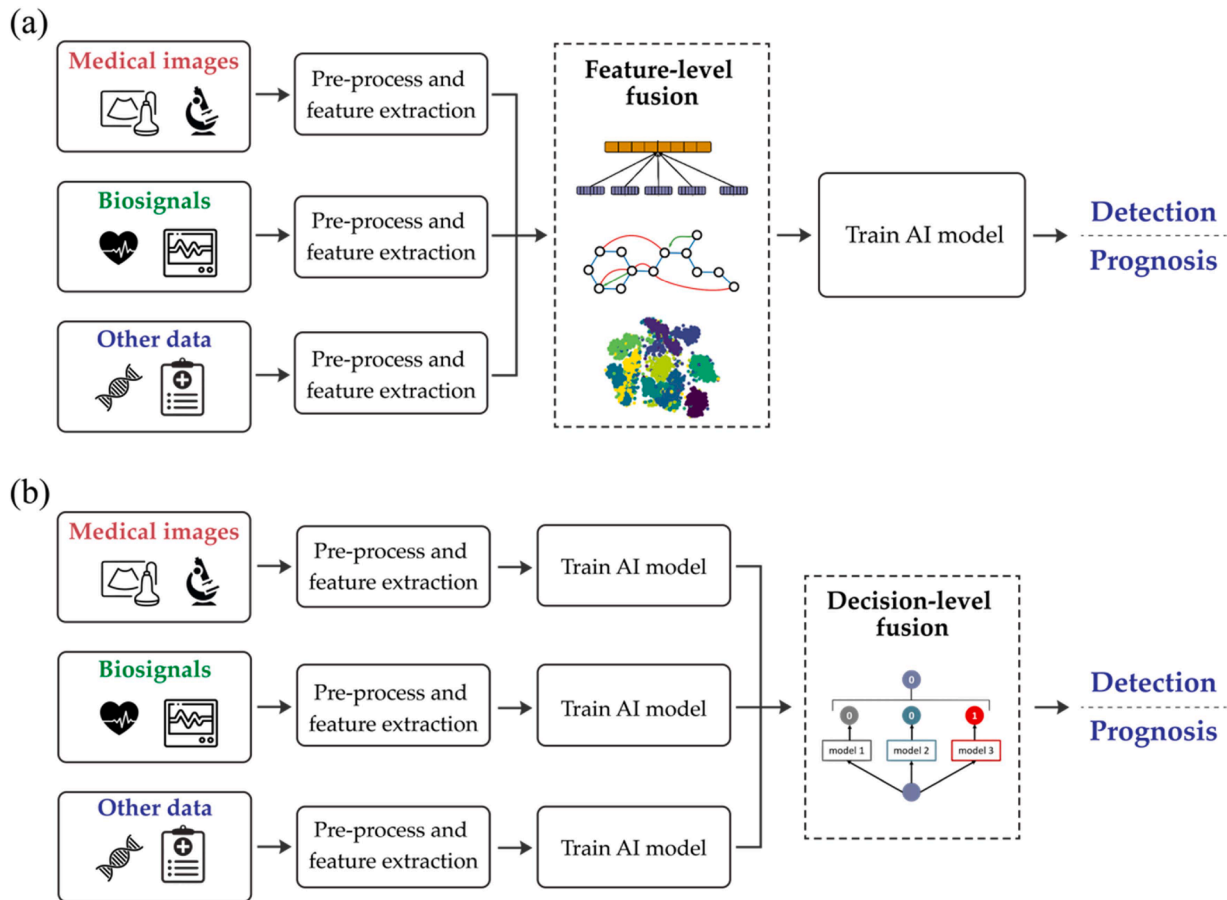 (a)
Medical images
Pre-process and
feature extraction
Biosignals
Pre-process and
feature extraction
Other data
Pre-process and
feature extraction
Feature-level
fusion
Train AI model
Detection
Prognosis
(b)
Medical images
Pre-process and
feature extraction
Train AI model
Biosignals
Pre-process and
feature extraction
Train AI model
Other data
Pre-process and
feature extraction
Train AI model
Decision-level
fusion
0
0 0 1
model 1 model 2 model 3
Detection
Prognosis